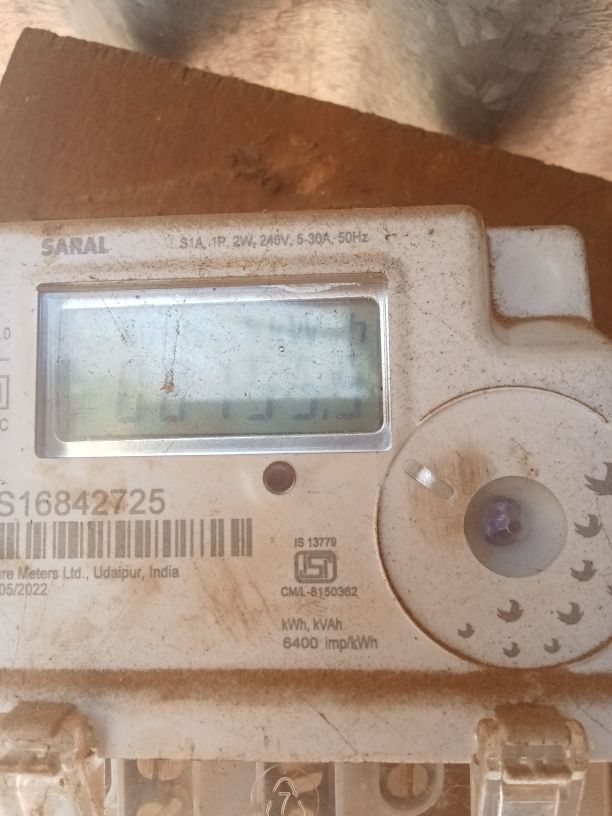 SARAL
S1A, 1P, 2W, 240V, 5-30A, 50Hz
S16842725
re Meters Ltd., Udaipur, India
05/2022
IS 13779
CM/L-8150362
kWh, kVAh
6400 imp/kWh
7